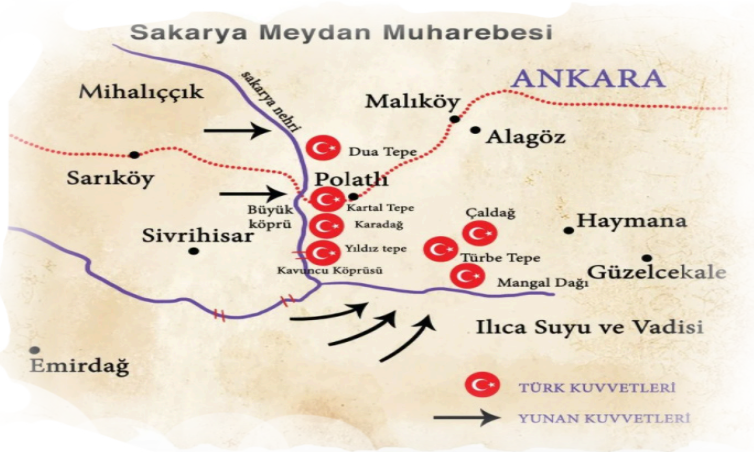 Sakarya Meydan Muharebesi
ANKARA
Mihalıççık
sakarya nehri
Malıköy
Alagöz
Dua Tepe
Sarıköy
Polatlı
Büyük
köprü
Kartal Tepe
Karadağ
Çaldağ
Haymana
Sivrihisar
Yıldız tepe
Türbe Tepe
Kavuncu Köprüsü
Mangal Dağı
Güzelcekale
Ilıca Suyu ve Vadisi
Emirdağ
TÜRK KUVVETLERİ
YUNAN KUVVETLERİ